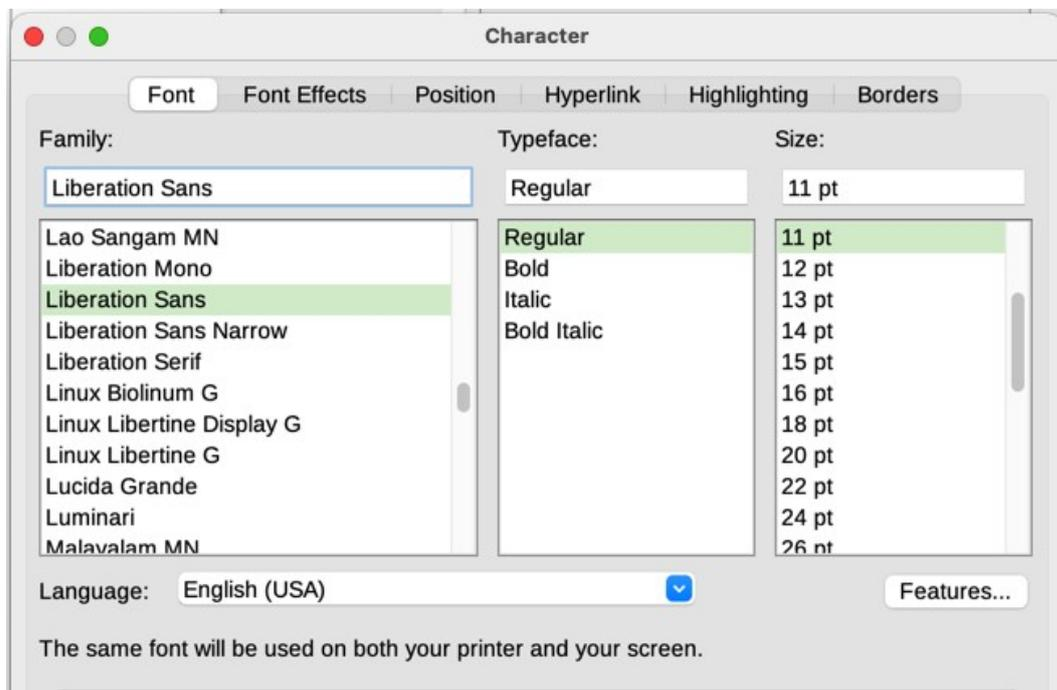 Character
Font Font Effects Position Hyperlink Highlighting Borders
Family: Typeface: Size:
Liberation Sans Regular 11 pt
Lao Sangam MN Regular 11 pt
Liberation Mono Bold 12 pt
Liberation Sans Italic 13 pt
Liberation Sans Narrow Bold Italic 14 pt
Liberation Serif 15 pt
Linux Biolinum G 16 pt
Linux Libertine Display G 18 pt
Linux Libertine G 20 pt
Lucida Grande 22 pt
Luminari 24 pt
Malayalam MN 26 pt
Language: English (USA) Features...
The same font will be used on both your printer and your screen.